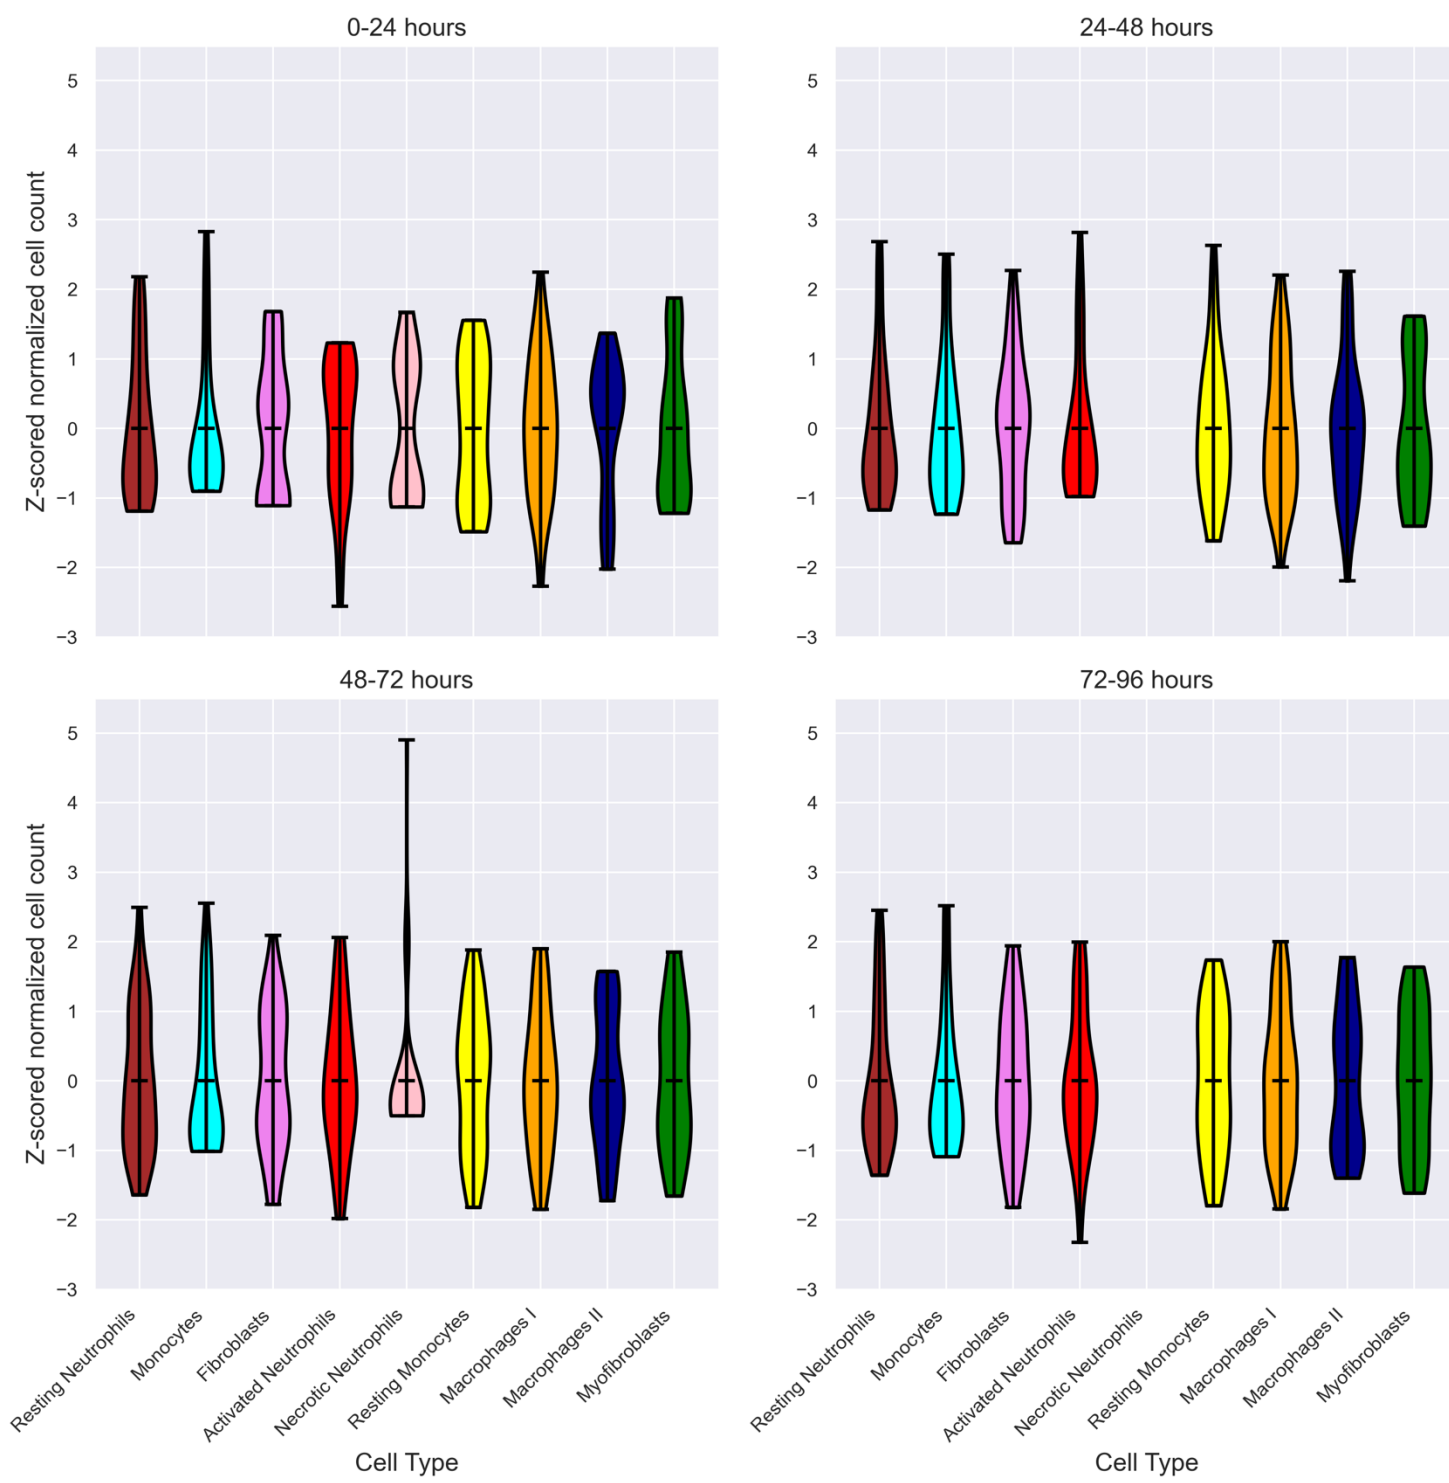 0-24 hours
24-48 hours
5
4
3
2
1
0
−1
−2
−3
Z-scored normalized cell count
5
4
3
2
1
0
−1
−2
−3
48-72 hours
72-96 hours
5
4
3
2
1
0
−1
−2
−3
Z-scored normalized cell count
5
4
3
2
1
0
−1
−2
−3
Resting Neutrophils
Monocytes
Fibroblasts
Activated Neutrophils
Necrotic Neutrophils
Resting Monocytes
Macrophages I
Macrophages II
Myofibroblasts
Cell Type
Resting Neutrophils
Monocytes
Fibroblasts
Activated Neutrophils
Necrotic Neutrophils
Resting Monocytes
Macrophages I
Macrophages II
Myofibroblasts
Cell Type